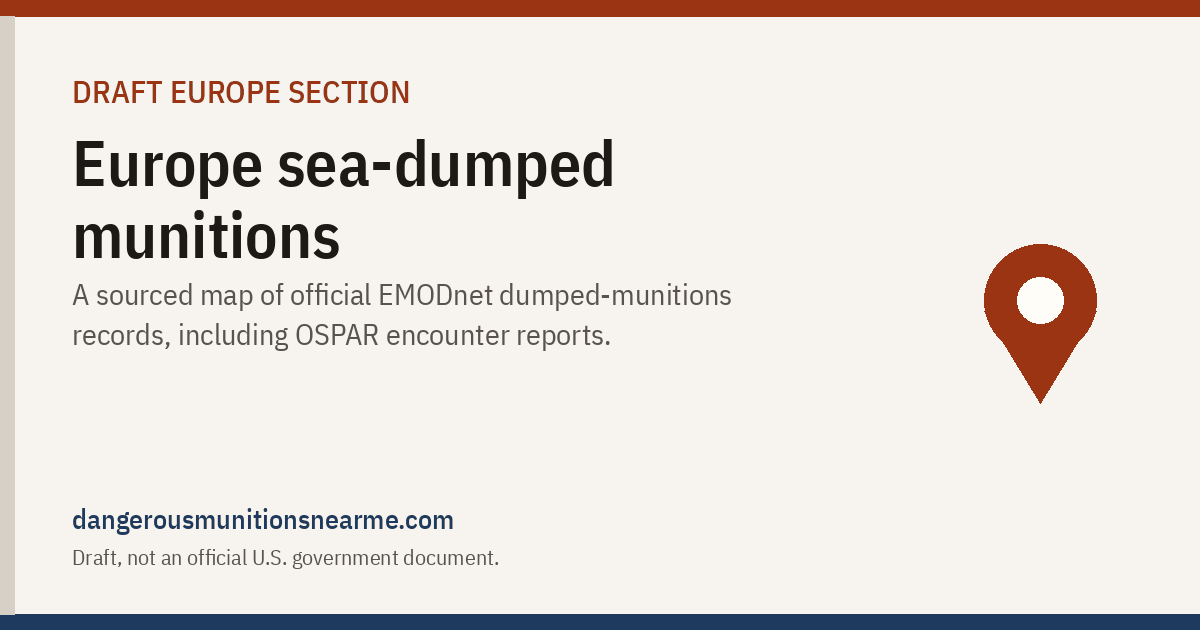 DRAFT EUROPE SECTION
Europe sea-dumped
munitions
A sourced map of official EMODnet dumped-munitions
records, including OSPAR encounter reports.
dangerousmunitionsnearme.com
Draft, not an official U.S. government document.